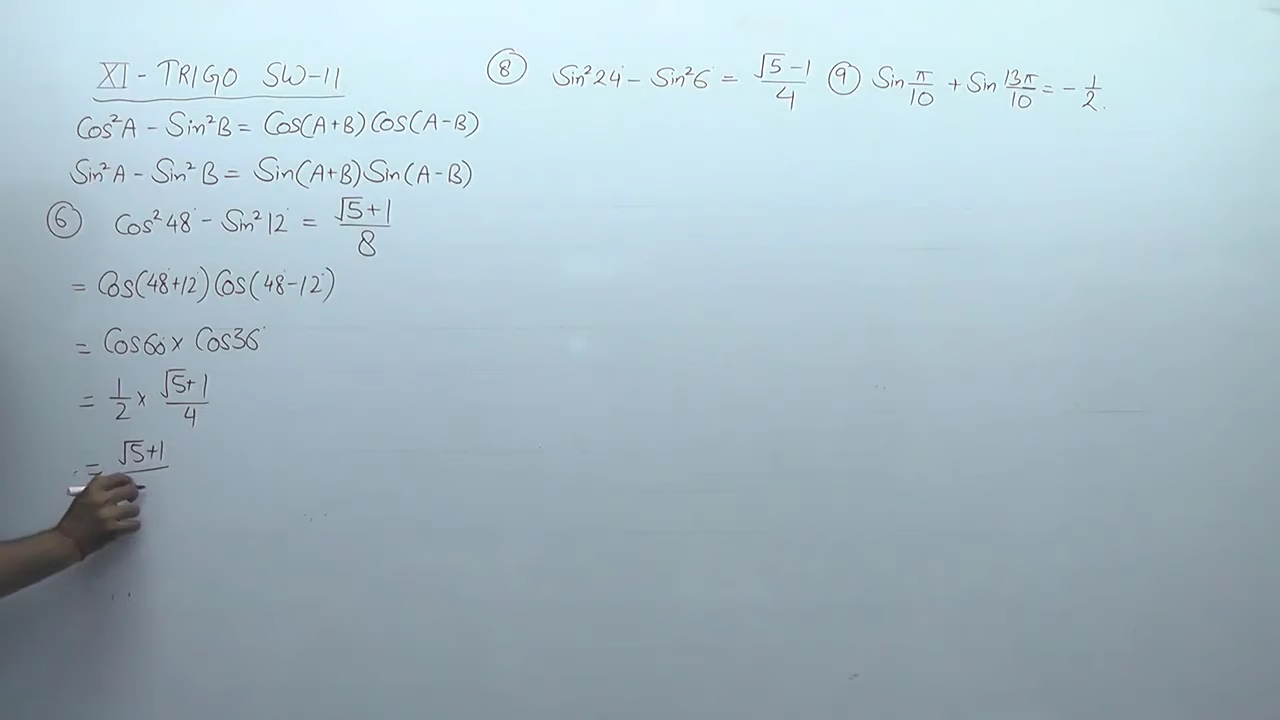 XI - TRIGO SW-11
Cos²A - Sin²B = Cos(A+B) Cos(A-B)
Sin²A - Sin²B = Sin(A+B) Sin(A-B)
⑥ Cos²48° - Sin²12° = (√5+1)/8
= Cos(48°+12°) Cos(48°-12°)
= Cos60° × Cos36°
= 1/2 × (√5+1)/4
= √5+1
⑧ Sin²24° - Sin²6° = (√5-1)/4
⑨ Sin π/10 + Sin 13π/10 = -1/2.